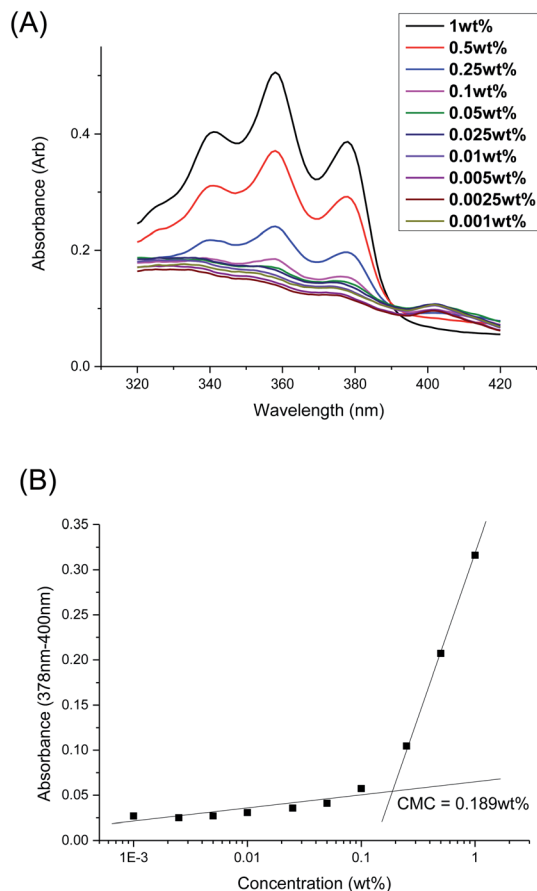 (A)
1wt%
0.5wt%
0.25wt%
0.1wt%
0.05wt%
0.025wt%
0.01wt%
0.005wt%
0.0025wt%
0.001wt%
Absorbance (Arb)
0.4
0.2
0.0
320 340 360 380 400 420
Wavelength (nm)
(B)
Absorbance (378nm-400nm)
0.35
0.30
0.25
0.20
0.15
0.10
0.05
0.00
CMC = 0.189wt%
1E-3 0.01 0.1 1
Concentration (wt%)